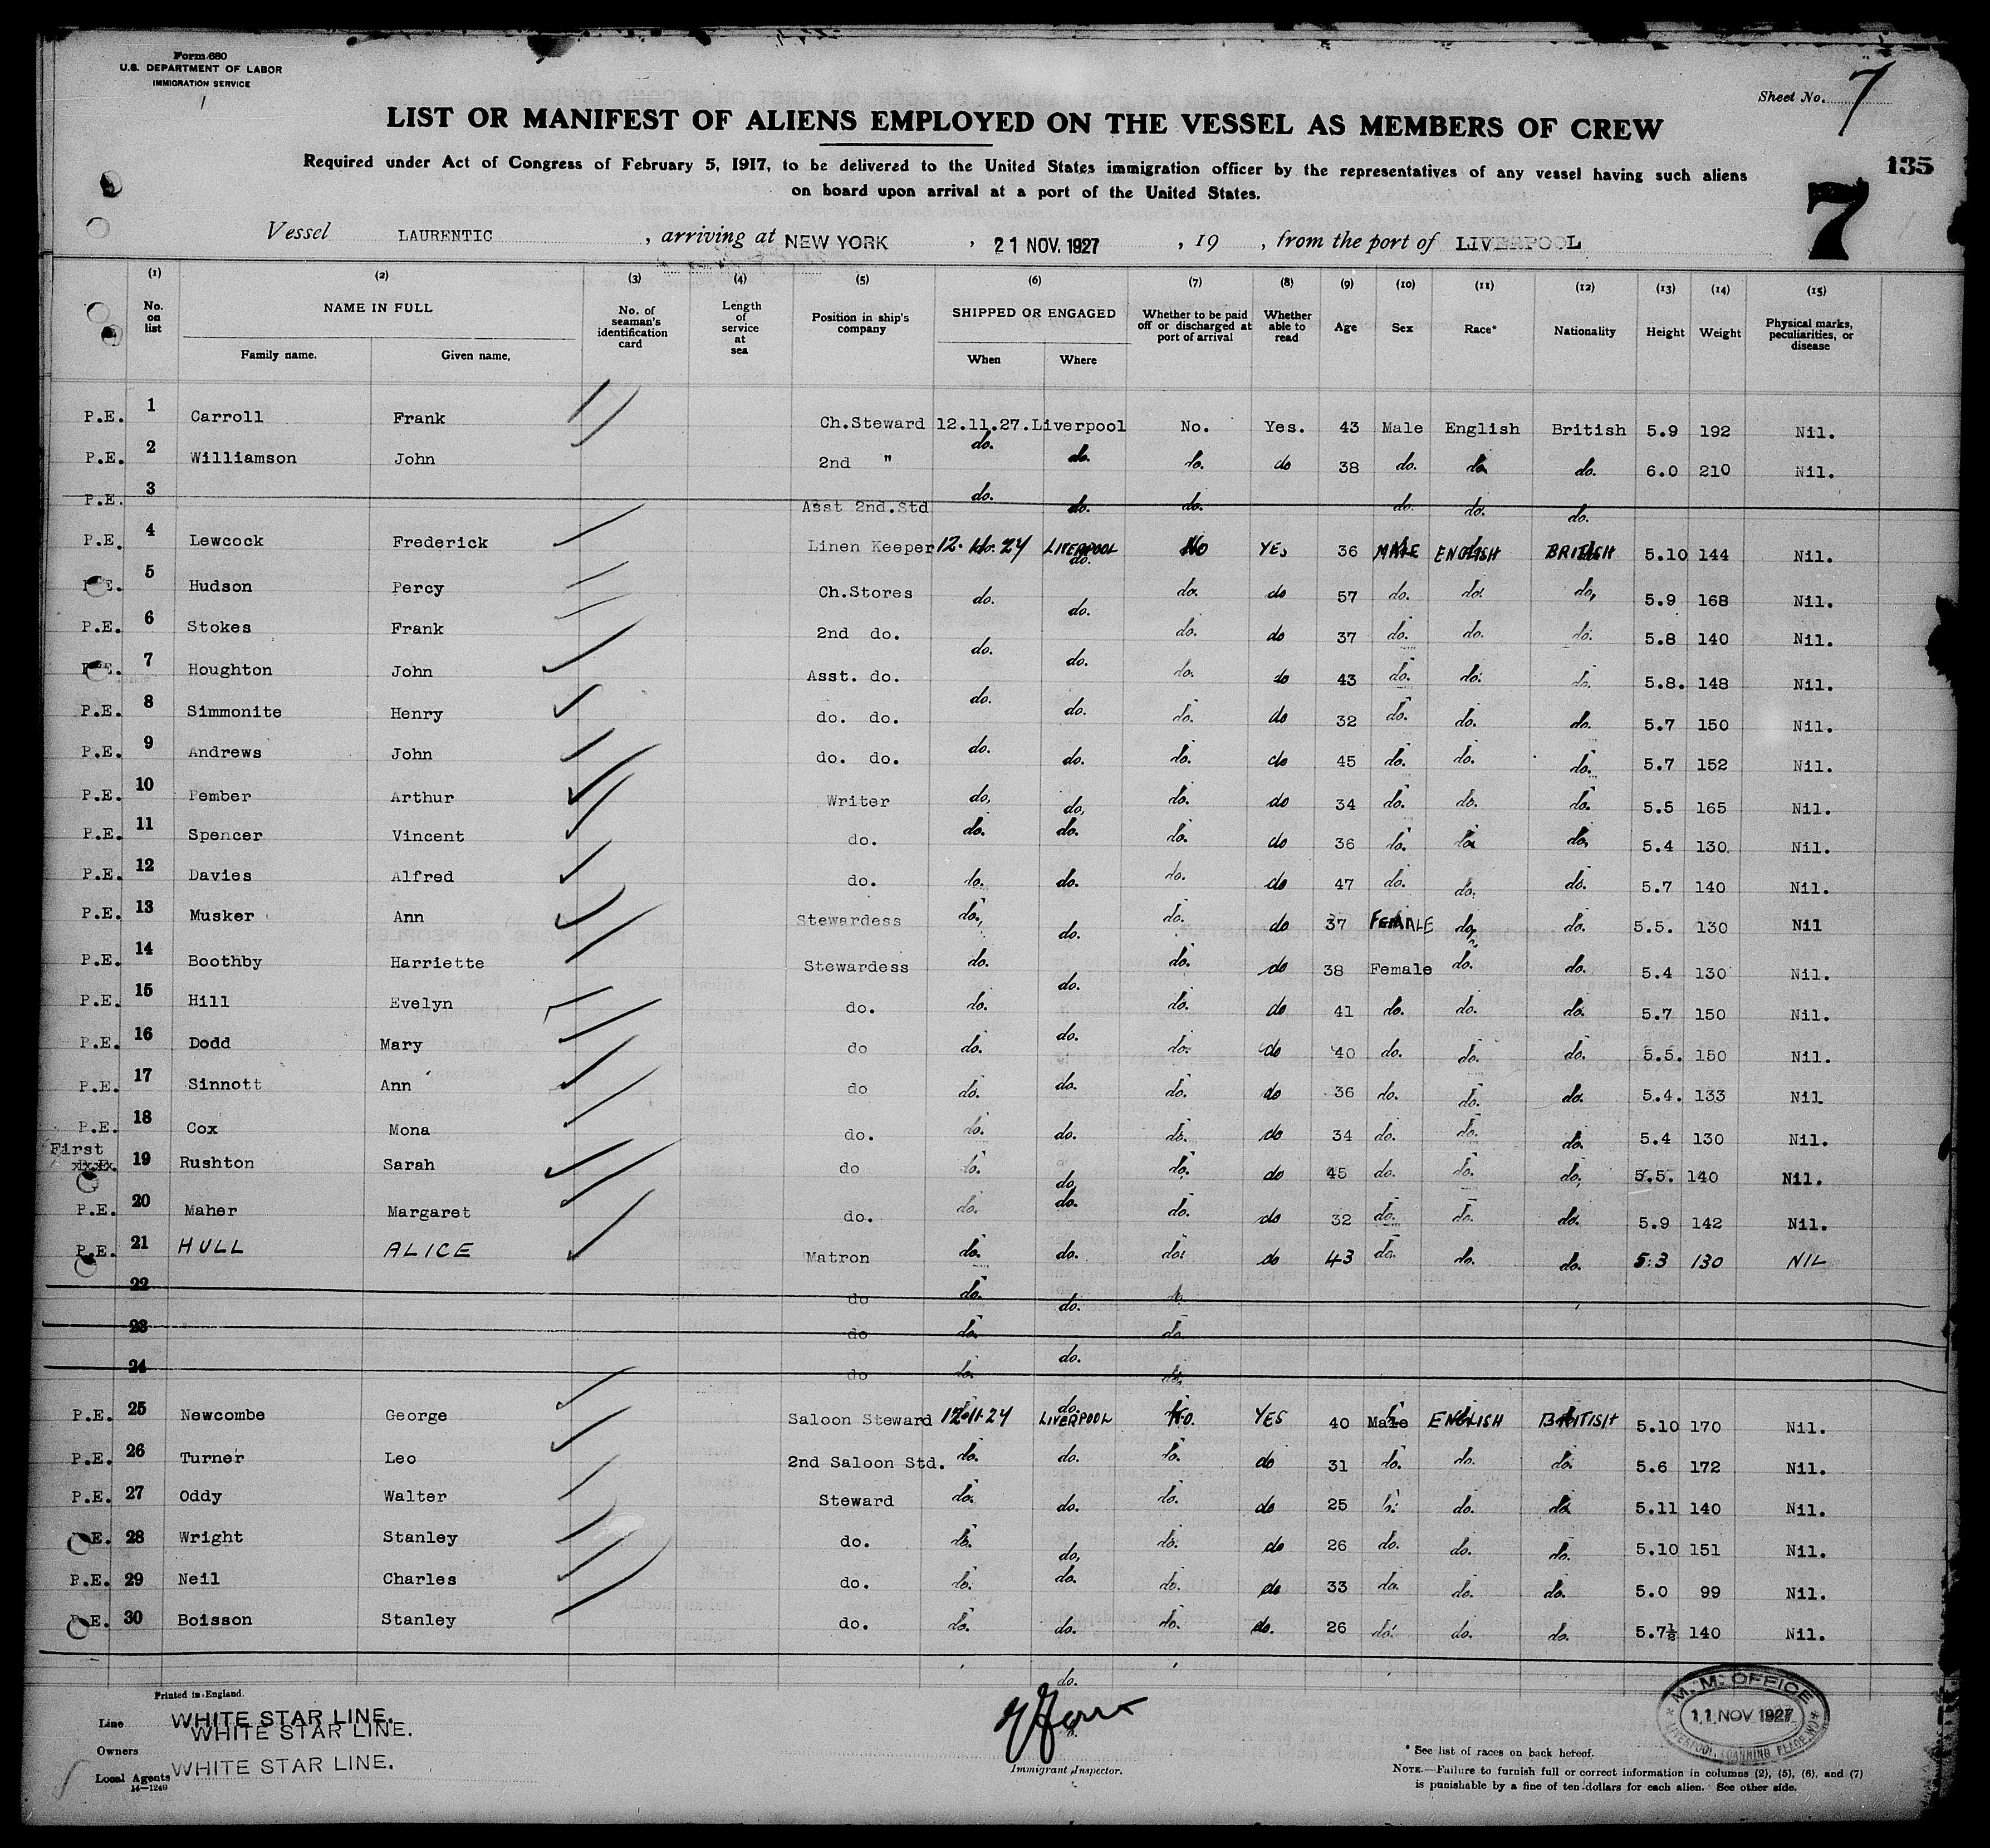 Form 680
U.S. DEPARTMENT OF LABOR
IMMIGRATION SERVICE
Sheet No. 7
LIST OR MANIFEST OF ALIENS EMPLOYED ON THE VESSEL AS MEMBERS OF CREW
135
Required under Act of Congress of February 5, 1917, to be delivered to the United States immigration officer by the representatives of any vessel having such aliens
on board upon arrival at a port of the United States.
7
Vessel LAURENTIC, arriving at NEW YORK, 21 NOV. 1927, 19 , from the port of LIVERPOOL
(1) (2) (3) (4) (5) (6) (7) (8) (9) (10) (11) (12) (13) (14) (15)
No. on list NAME IN FULL Family name. Given name. No. of seaman's identification card Length of service at sea Position in ship's company SHIPPED OR ENGAGED When Where Whether to be paid off or discharged at port of arrival Whether able to read Age Sex Race* Nationality Height Weight Physical marks, peculiarities, or disease
P.E. 1 Carroll Frank Ch.Steward 12.11.27. Liverpool No. Yes. 43 Male English British 5.9 192 Nil.
P.E. 2 Williamson John 2nd " do. do. do. do 38 do. do. do. 6.0 210 Nil.
P.E. 3 Asst 2nd.Std do. do. do. do. do. do.
P.E. 4 Lewcock Frederick Linen Keeper 12. 24 LIVERPOOL do. No YES 36 MALE ENGLISH BRITISH 5.10 144 Nil.
P.E. 5 Hudson Percy Ch.Stores do. do. do. do 57 do. do. do. 5.9 168 Nil.
P.E. 6 Stokes Frank 2nd do. do. do. do. do 37 do. do. do. 5.8 140 Nil.
P.E. 7 Houghton John Asst. do. do. do. do. do 43 do. do. do. 5.8. 148 Nil.
P.E. 8 Simmonite Henry do. do. do. do. do. do 32 do. do. do. 5.7 150 Nil.
P.E. 9 Andrews John do. do. do. do. do. do 45 do. do. do. 5.7 152 Nil.
P.E. 10 Pember Arthur Writer do. do. do. do 34 do. do. do. 5.5 165 Nil.
P.E. 11 Spencer Vincent do. do. do. do. do 36 do. do. do. 5.4 130. Nil.
P.E. 12 Davies Alfred do. do. do. do. do 47 do. do. do. 5.7 140 Nil.
P.E. 13 Musker Ann Stewardess do. do. do. do 37 FEMALE do. do. 5.5. 130 Nil
P.E. 14 Boothby Harriette Stewardess do. do. do. do 38 Female do. do. 5.4 130 Nil.
P.E. 15 Hill Evelyn do. do. do. do. do 41 do. do. do. 5.7 150 Nil.
P.E. 16 Dodd Mary do do. do. do. do 40 do. do. do. 5.5. 150 Nil.
P.E. 17 Sinnott Ann do do. do. do. do 36 do. do. do. 5.4. 133 Nil
P.E. 18 Cox Mona do. do. do. do. do 34 do. do. do. 5.4 130 Nil.
First
P.E. 19 Rushton Sarah do do. do. do. do 45 do. do. do. 5.5. 140 Nil.
P.E. 20 Maher Margaret do. do. do. do. do 32 do. do. do. 5.9 142 Nil.
P.E. 21 HULL ALICE Matron do. do. do. do 43 do. do. do. 5.3 130 NIL
22 do do. do. do.
23 do do. do.
24 do do. do. do.
P.E. 25 Newcombe George Saloon Steward 12.11.24 do. LIVERPOOL No. YES 40 Male ENGLISH BRITISH 5.10 170 Nil.
P.E. 26 Turner Leo 2nd Saloon Std. do. do. do. do 31 do. do. do. 5.6 172 Nil.
P.E. 27 Oddy Walter Steward do. do. do. do 25 do. do. do. 5.11 140 Nil.
P.E. 28 Wright Stanley do. do. do. do. do 26 do. do. do. 5.10 151 Nil.
P.E. 29 Neil Charles do. do. do. do. do 33 do. do. do. 5.0 99 Nil.
P.E. 30 Boisson Stanley do. do. do. do. do. 26 do. do. do. 5.7½ 140 Nil.
do.
Printed in England.
Line WHITE STAR LINE.
WHITE STAR LINE.
Owners
Local Agents WHITE STAR LINE.
14—1240
Immigrant Inspector.
M. M. OFFICE
11 NOV 1927
LIVERPOOL (CANNING PLACE)
* See list of races on back hereof.
NOTE.—Failure to furnish full or correct information in columns (2), (5), (6), and (7)
is punishable by a fine of ten dollars for each alien. See other side.